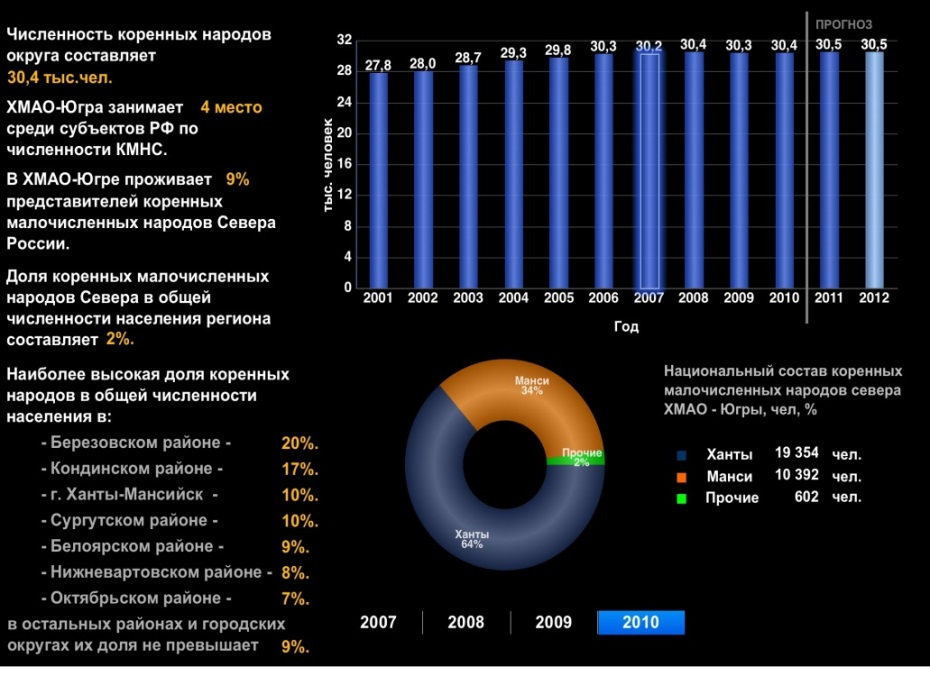 Численность коренных народов
округа составляет
30,4 тыс.чел.
ХМАО-Югра занимает 4 место
среди субъектов РФ по
численности КМНС.
В ХМАО-Югре проживает 9%
представителей коренных
малочисленных народов Севера
России.
Доля коренных малочисленных
народов Севера в общей
численности населения региона
составляет 2%.
Наиболее высокая доля коренных
народов в общей численности
населения в:
- Березовском районе - 20%.
- Кондинском районе - 17%.
- г. Ханты-Мансийск - 10%.
- Сургутском районе - 10%.
- Белоярском районе - 9%.
- Нижневартовском районе - 8%.
- Октябрьском районе - 7%.
в остальных районах и городских
округах их доля не превышает 9%.
ПРОГНОЗ
тыс. человек
32
28
24
20
16
12
8
4
0
27,8 28,0 28,7 29,3 29,8 30,3 30,2 30,4 30,3 30,4 30,5 30,5
2001 2002 2003 2004 2005 2006 2007 2008 2009 2010 2011 2012
Год
Манси
34%
Прочие
2%
Ханты
64%
Национальный состав коренных
малочисленных народов севера
ХМАО - Югры, чел, %
Ханты 19 354 чел.
Манси 10 392 чел.
Прочие 602 чел.
2007 2008 2009 2010